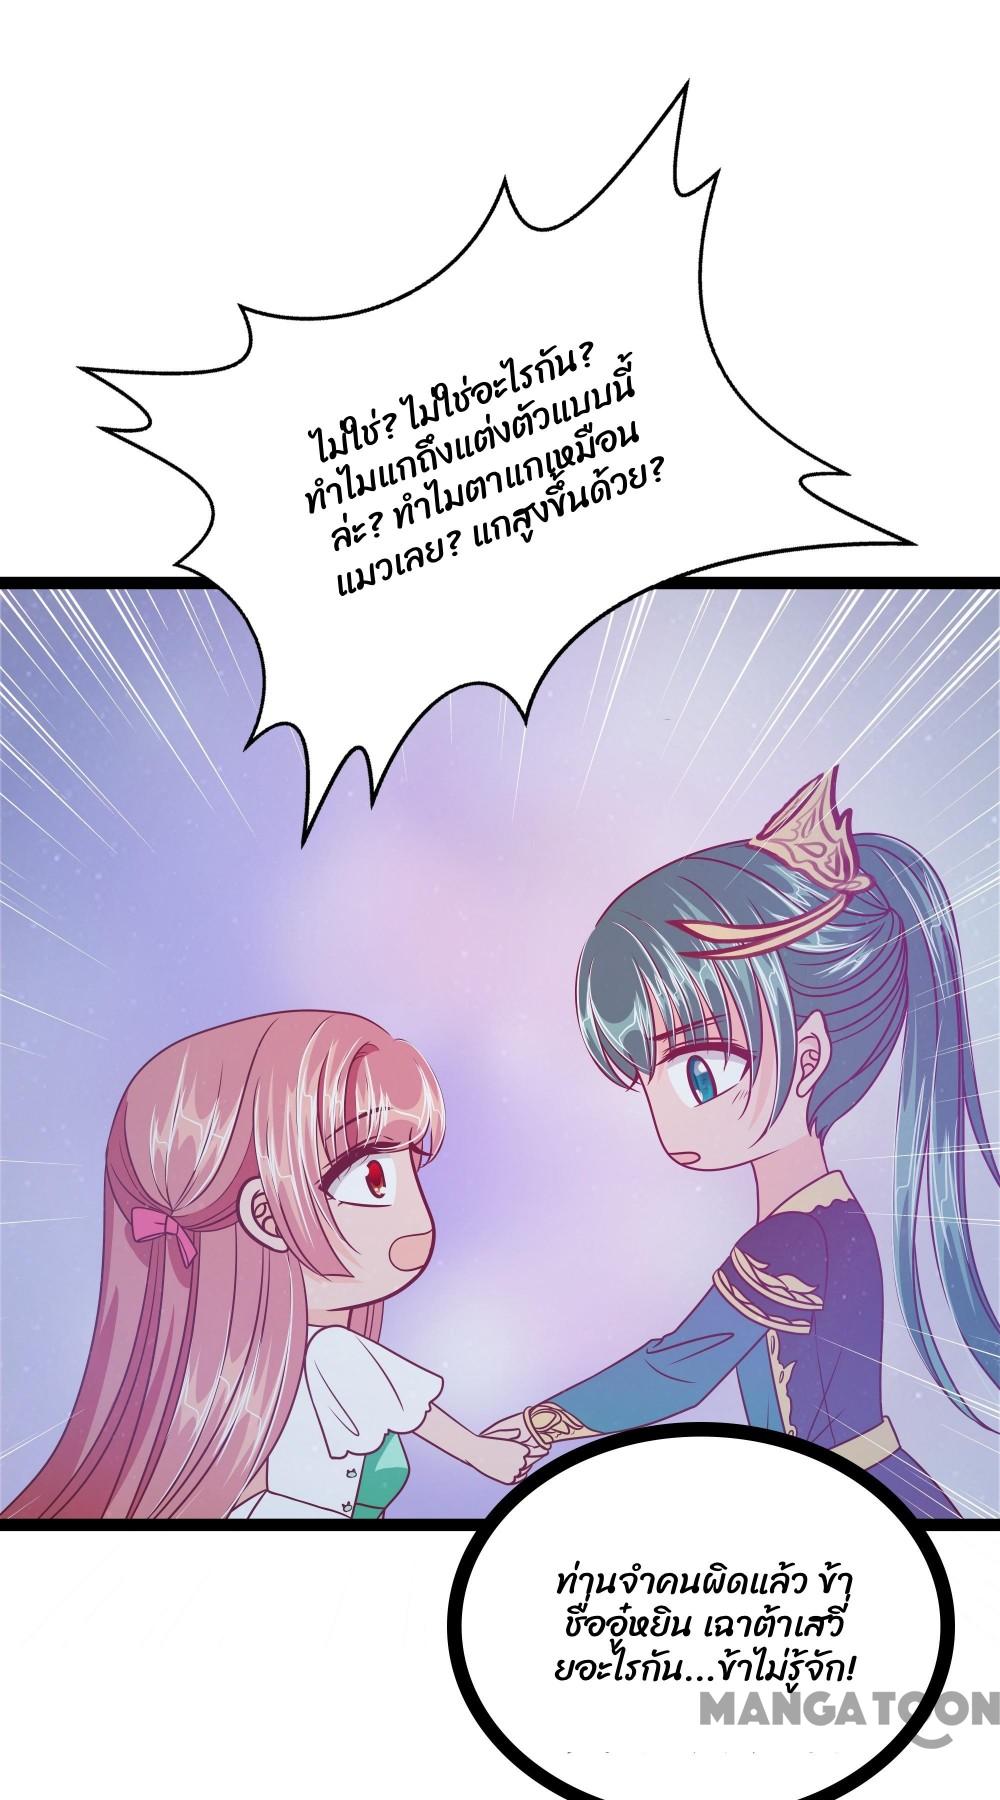 ไม่ใช่? ไม่ใช่อะไรกัน?
ทำไมแกถึงแต่งตัวแบบนี้
ล่ะ? ทำไมตาแกเหมือน
แมวเลย? แกสูงขึ้นด้วย?
ท่านจำคนผิดแล้ว ข้า
ชื่ออู๋หยิน เฉาต้าเสวี่
ยอะไรกัน...ข้าไม่รู้จัก!
MANGATOON